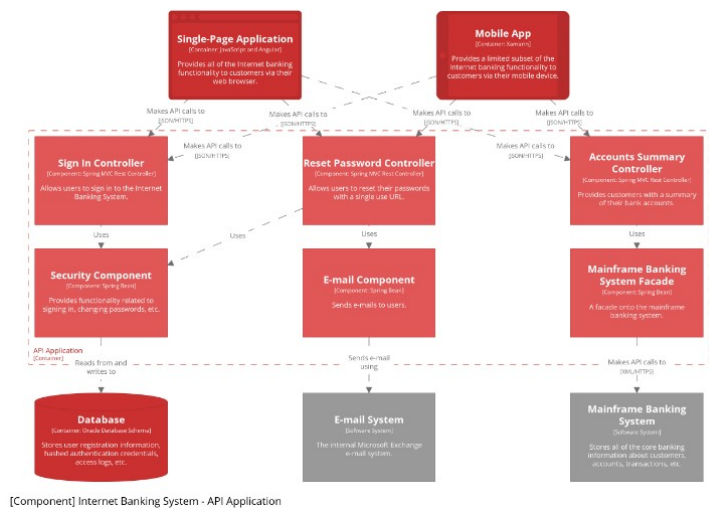 Single-Page Application
[Container: JavaScript and Angular]
Provides all of the Internet banking
functionality to customers via their
web browser.
Mobile App
[Container: Xamarin]
Provides a limited subset of the
Internet banking functionality to
customers via their mobile device.
Makes API calls to
[JSON/HTTPS]
Makes API calls to
[JSON/HTTPS]
Makes API calls to
[JSON/HTTPS]
Makes API calls to
[JSON/HTTPS]
Makes API calls to
[JSON/HTTPS]
Makes API calls to
[JSON/HTTPS]
Sign In Controller
[Component: Spring MVC Rest Controller]
Allows users to sign in to the Internet
Banking System.
Reset Password Controller
[Component: Spring MVC Rest Controller]
Allows users to reset their passwords
with a single use URL.
Accounts Summary
Controller
[Component: Spring MVC Rest Controller]
Provides customers with a summary
of their bank accounts
Uses
Uses
Uses
Uses
Security Component
[Component: Spring Bean]
Provides functionality related to
signing in, changing passwords, etc.
E-mail Component
[Component: Spring Bean]
Sends e-mails to users.
Mainframe Banking
System Facade
[Component: Spring Bean]
A facade onto the mainframe
banking system.
API Application
[Container]
Reads from and
writes to
Sends e-mail
using
Makes API calls to
[XML/HTTPS]
Database
[Container: Oracle Database Schema]
Stores user registration information,
hashed authentication credentials,
access logs, etc.
E-mail System
[Software System]
The internal Microsoft Exchange
e-mail system.
Mainframe Banking
System
[Software System]
Stores all of the core banking
information about customers,
accounts, transactions, etc.
[Component] Internet Banking System - API Application